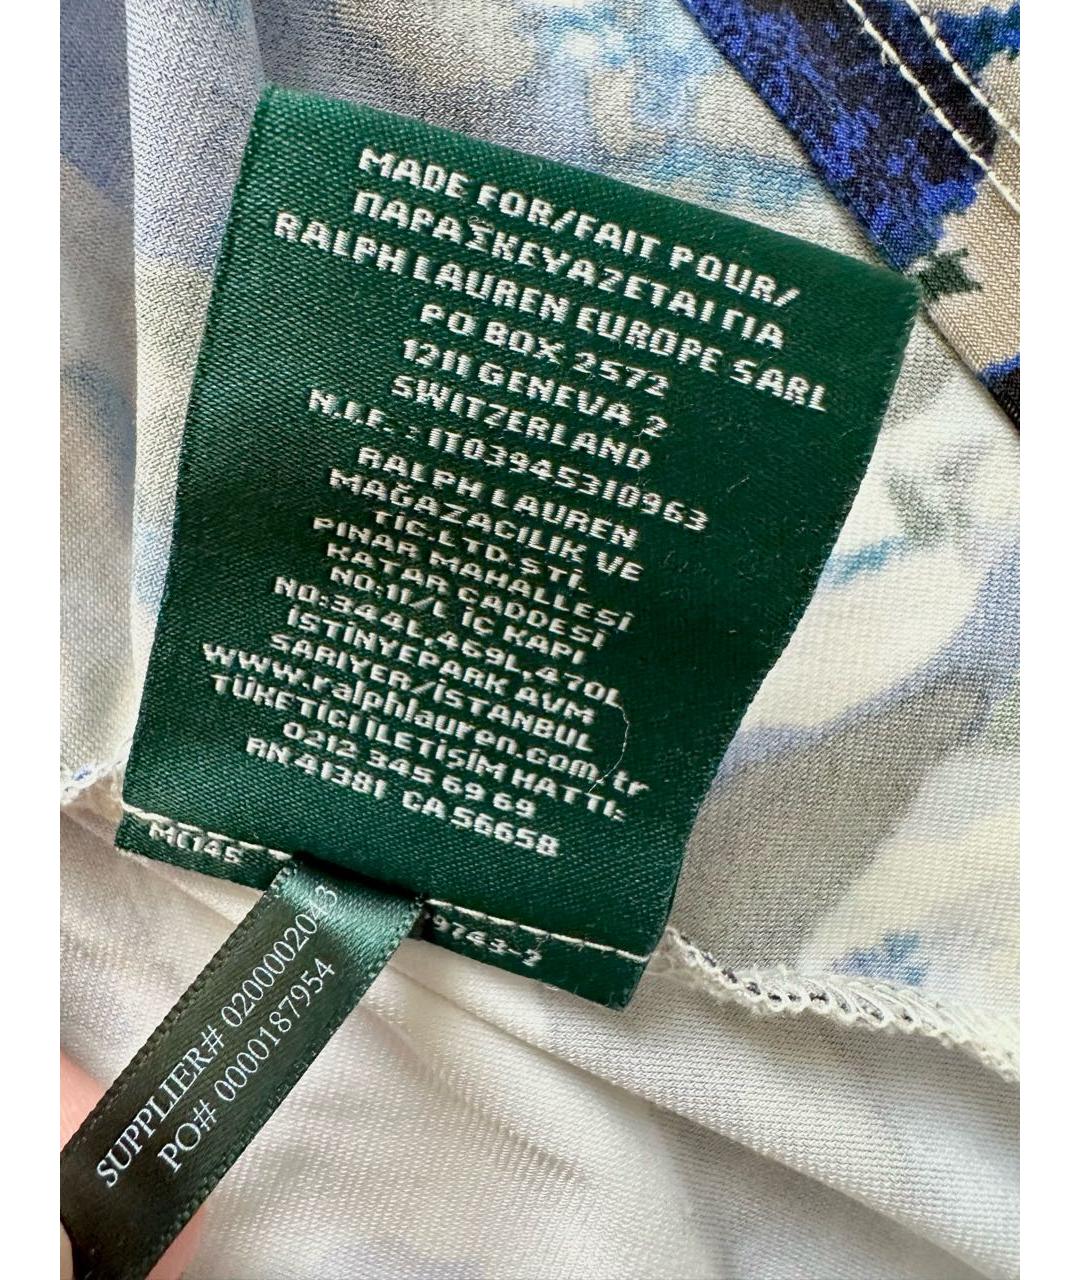 MADE FOR/FAIT POUR/
ΠΑΡΑΣΚΕΥΑΖΕΤΑΙ ΓΙΑ
RALPH LAUREN EUROPE SARL
PO BOX 2572
1211 GENEVA 2
SWITZERLAND
N.I.F. : IT03945310963
RALPH LAUREN
MAĞAZACILIK VE
TİC.LTD.STİ.
PINAR MAHALLESİ
KATAR CADDESİ
NO:11/L İC KAPI
NO:344L,469L,470L
İSTİNYEPARK AVM
SARIYER/İSTANBUL
www.ralphlauren.com.tr
TÜKETİCİ İLETİŞİM HATTI:
0212 345 69 69
RN 41381 CA 56658
9743-2
SUPPLIER# 0200002043
PO# 0000187954